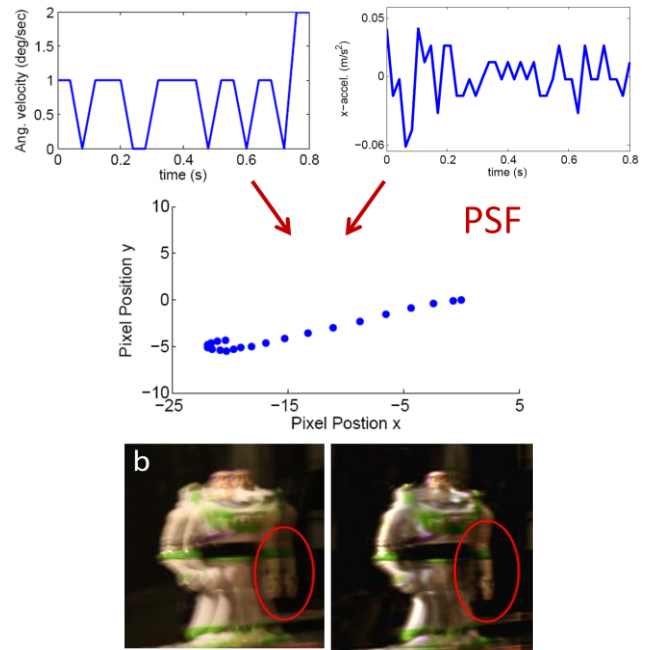 2
1.5
1
0.5
0
Ang. velocity (deg/sec)
0 0.2 0.4 0.6 0.8
time (s)
0.05
0
−0.06
x−accel. (m/s²)
0 0.2 0.4 0.6 0.8
time (s)
PSF
10
5
0
−5
−10
Pixel Position y
−25 −15 −5 5
Pixel Postion x
b